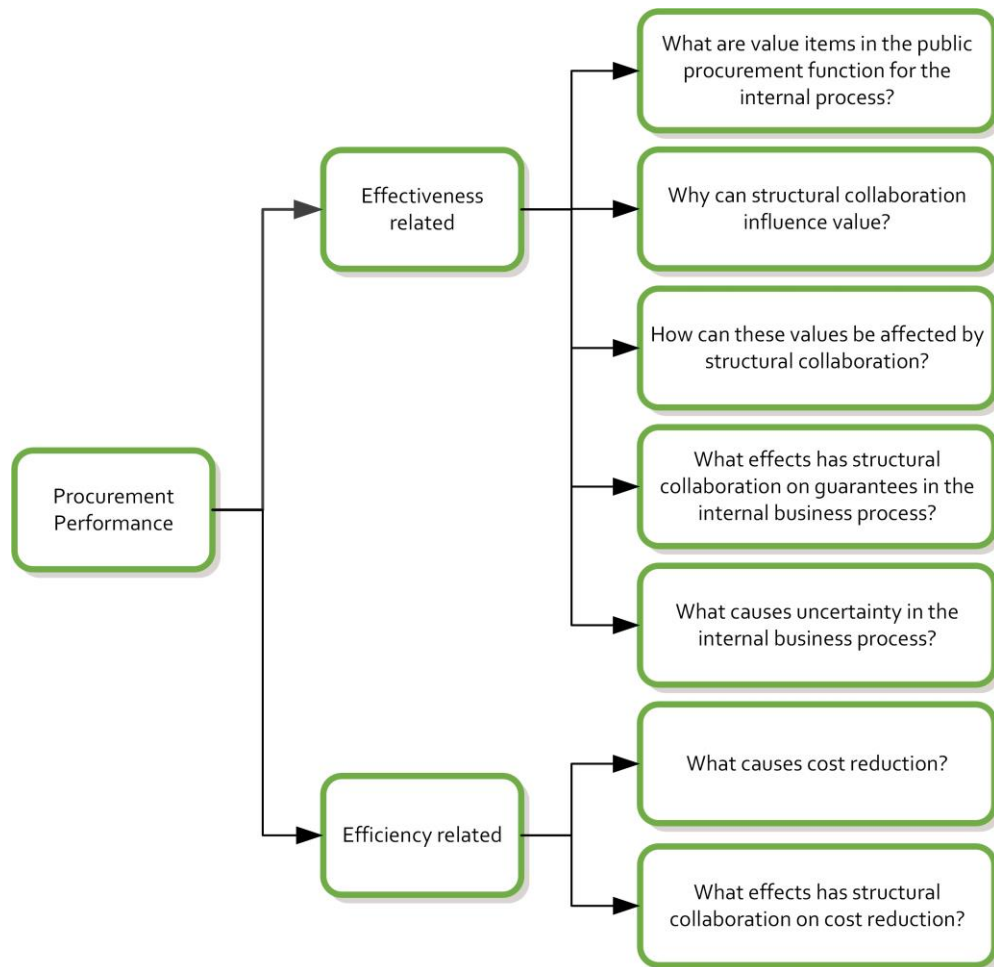 What are value items in the public
procurement function for the
internal process?
Effectiveness
related
Why can structural collaboration
influence value?
How can these values be affected by
structural collaboration?
Procurement
Performance
What effects has structural
collaboration on guarantees in the
internal business process?
What causes uncertainty in the
internal business process?
What causes cost reduction?
Efficiency related
What effects has structural
collaboration on cost reduction?